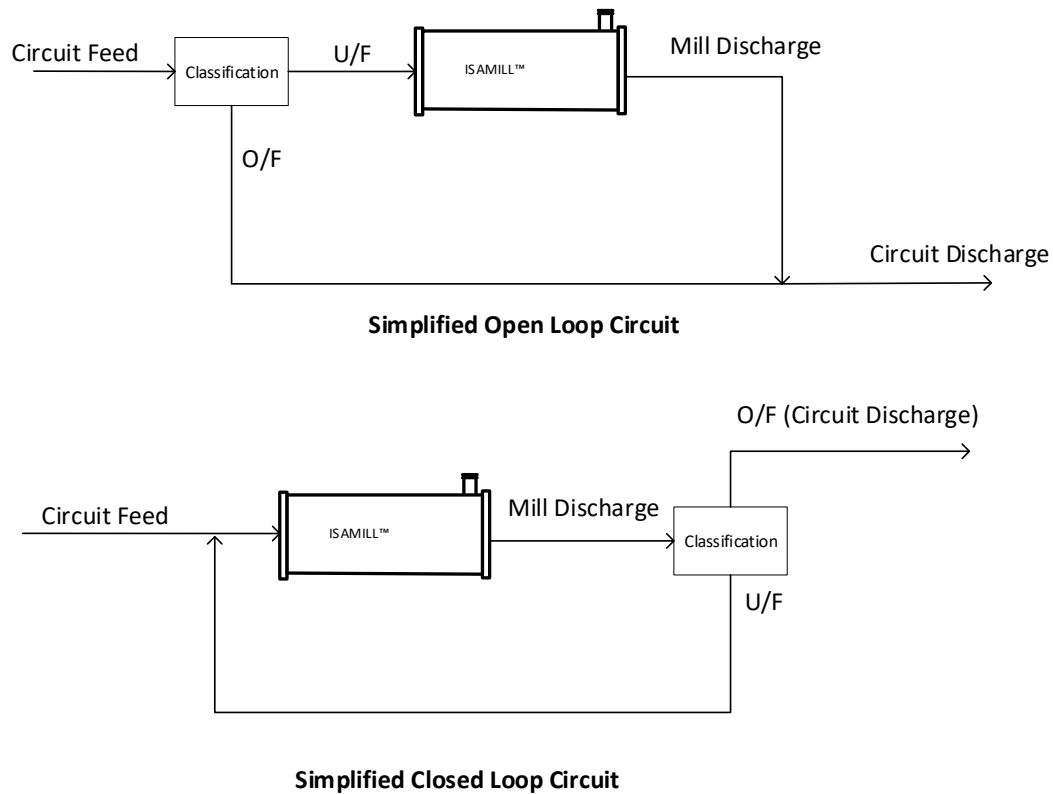 Circuit Feed
Classification
U/F
ISAMILL™
Mill Discharge
O/F
Circuit Discharge
Simplified Open Loop Circuit
O/F (Circuit Discharge)
Circuit Feed
ISAMILL™
Mill Discharge
Classification
U/F
Simplified Closed Loop Circuit